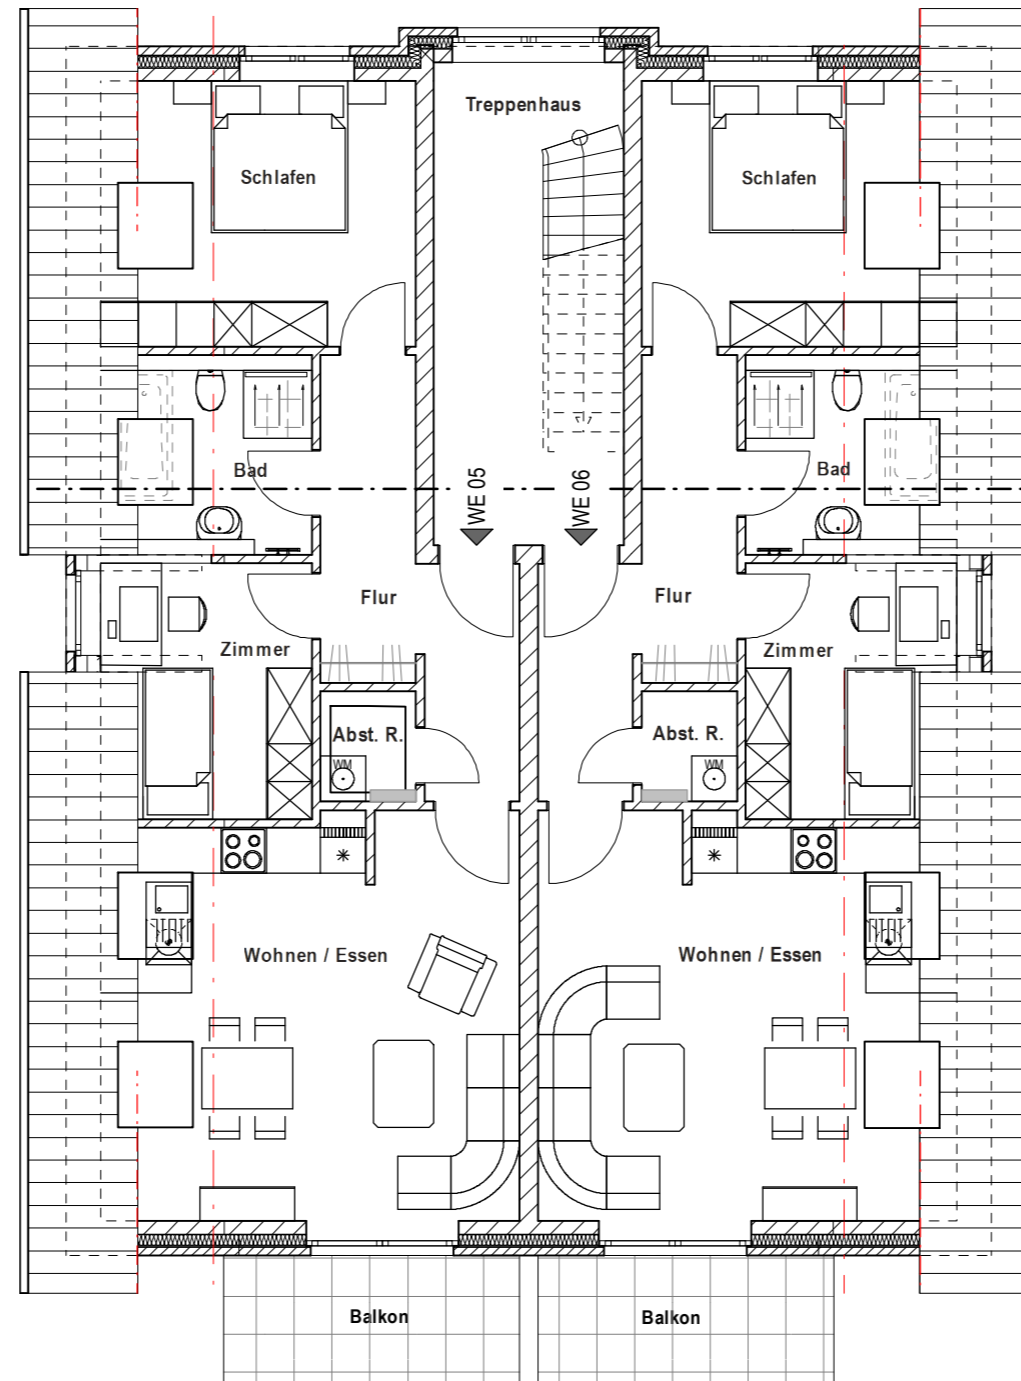 Treppenhaus
Schlafen
Schlafen
Bad
WE 05
WE 06
Bad
Flur
Flur
Zimmer
Zimmer
Abst. R.
Abst. R.
WM
WM
Wohnen / Essen
Wohnen / Essen
Balkon
Balkon